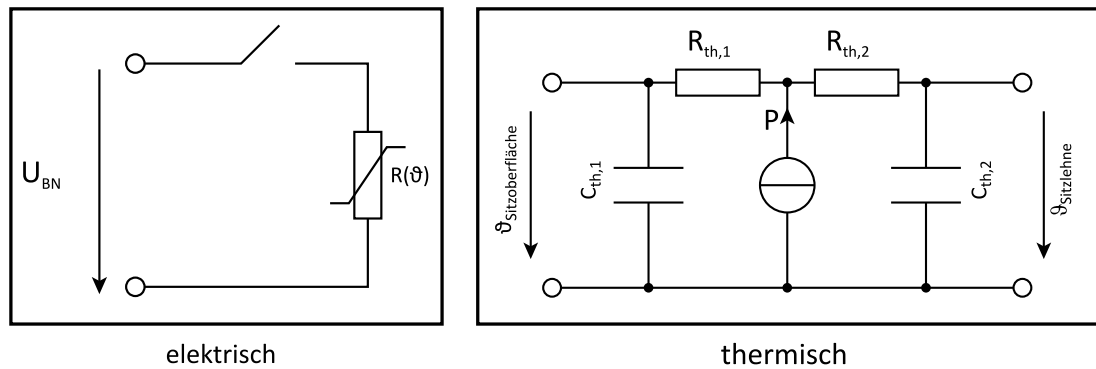 U_BN
R(ϑ)
elektrisch
R_th,1
R_th,2
P
ϑ_Sitzoberfläche
C_th,1
C_th,2
ϑ_Sitzlehne
thermisch